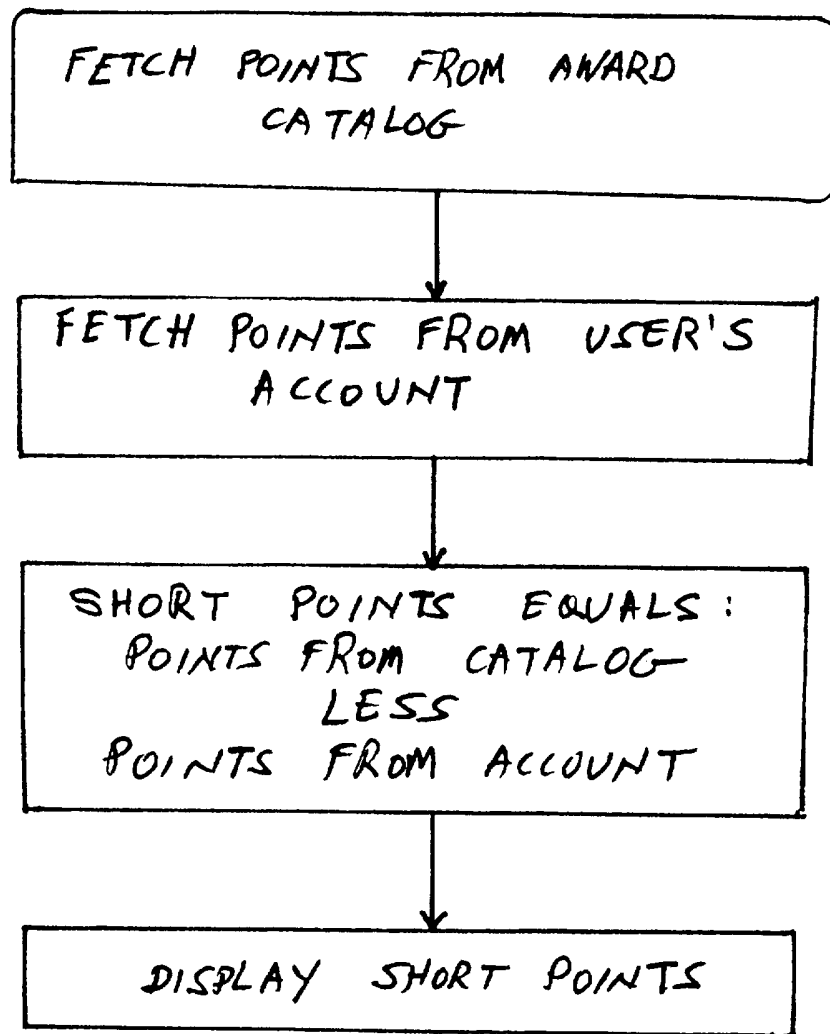 FETCH POINTS FROM AWARD
CATALOG
FETCH POINTS FROM USER'S
ACCOUNT
SHORT POINTS EQUALS:
POINTS FROM CATALOG
LESS
POINTS FROM ACCOUNT
DISPLAY SHORT POINTS